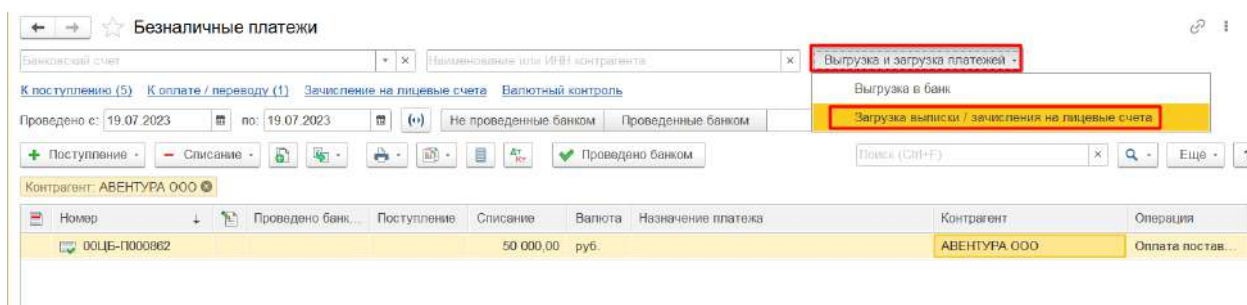 Безналичные платежи
Банковский счет Наименование или ИНН контрагента Выгрузка и загрузка платежей
Выгрузка в банк
К поступлению (5) К оплате / переводу (1) Зачисление на лицевые счета Валютный контроль
Загрузка выписки / зачисления на лицевые счета
Проведено с: 19.07.2023 по: 19.07.2023 Не проведенные банком Проведенные банком
Поступление Списание Дт Кт Проведено банком Поиск (Ctrl+F) Еще
Контрагент: АВЕНТУРА ООО
Номер Проведено банк... Поступление Списание Валюта Назначение платежа Контрагент Операция
00ЦБ-П000862 50 000,00 руб. АВЕНТУРА ООО Оплата постав...